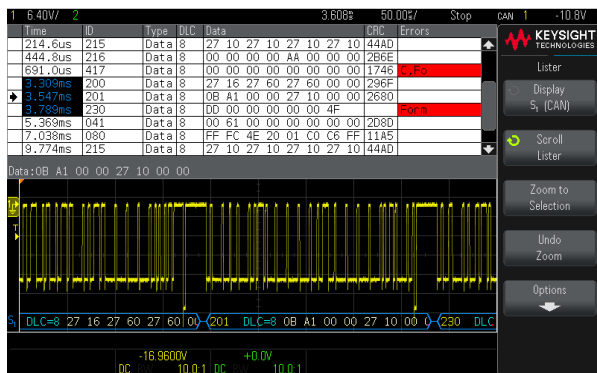 1 6.40V/ 2 3.608s 50.00s/ Stop CAN 1 -10.8V
Time ID Type DLC Data CRC Errors
214.6us 215 Data 8 27 10 27 10 27 10 27 10 44AD
444.8us 216 Data 8 00 00 00 00 AA 00 00 00 2B6E
691.0us 417 Data 8 00 00 00 00 00 00 00 00 1746 C,Fo
3.309ms 200 Data 8 27 16 27 60 27 60 00 00 296F
3.547ms 201 Data 8 0B A1 00 00 27 10 00 00 2680
3.789ms 230 Data 8 DD 00 00 00 00 00 4F Form
5.369ms 041 Data 8 00 61 00 00 00 00 00 00 2D8D
7.038ms 080 Data 8 FF FC 4E 20 01 C0 C6 FF 11A5
9.774ms 215 Data 8 27 10 27 10 27 10 27 10 44AD
Data:0B A1 00 00 27 10 00 00
T
S1 DLC=8 27 16 27 60 27 60 00 201 DLC=8 0B A1 00 00 27 10 00 230 DLC
-16.9600V +0.0V
DC 10.0:1 DC 10.0:1
KEYSIGHT
TECHNOLOGIES
Lister
Display
S1 (CAN)
Scroll
Lister
Zoom to
Selection
Undo
Zoom
Options